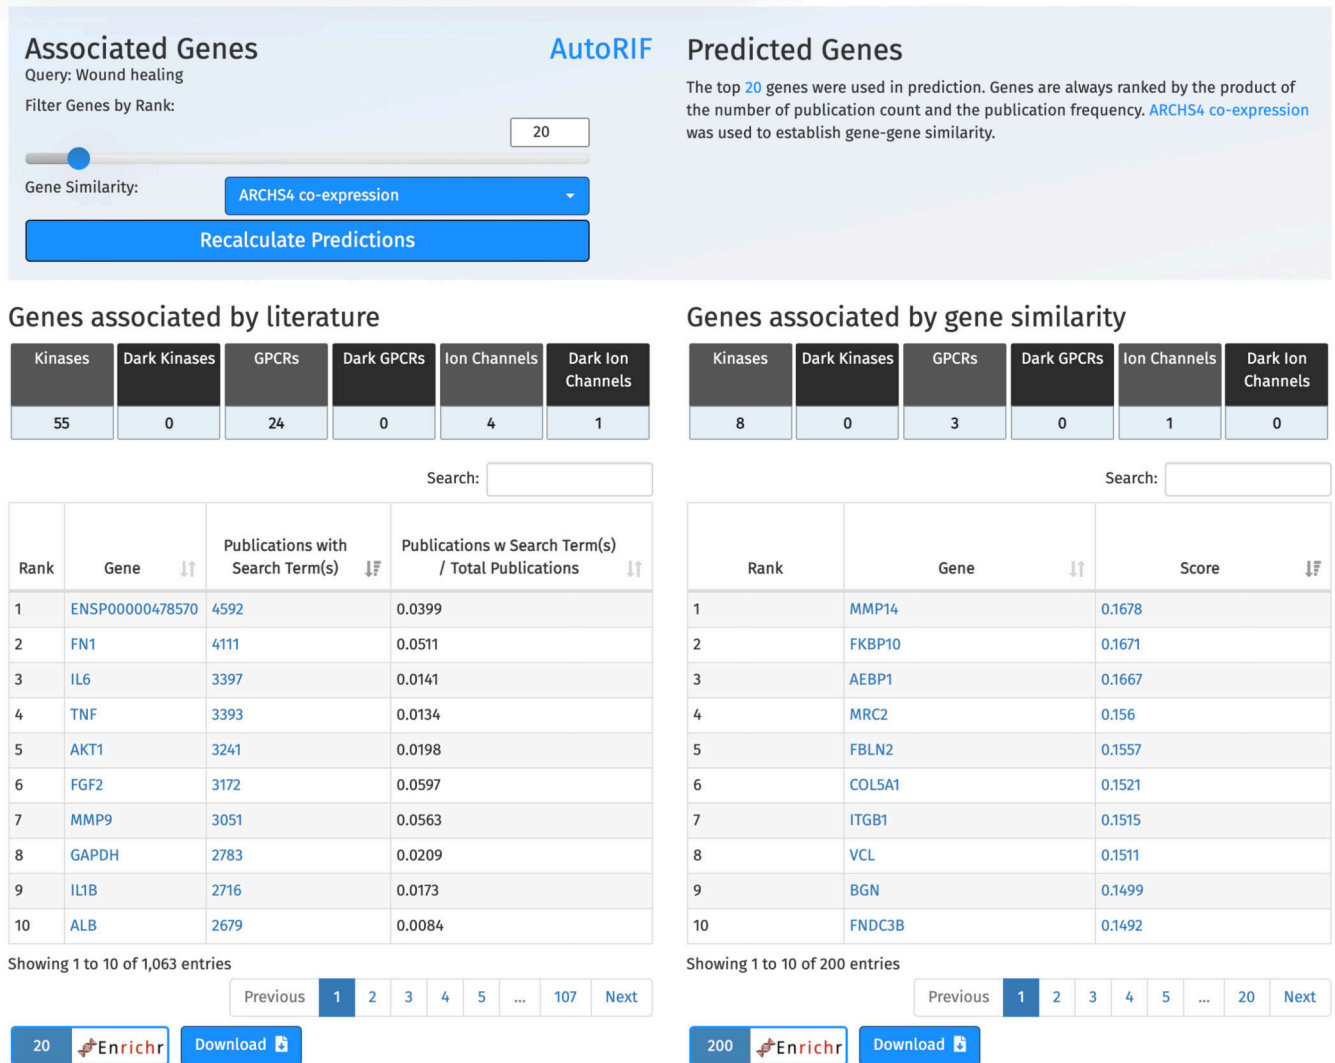 Associated Genes
AutoRIF
Query: Wound healing
Filter Genes by Rank:
20
Gene Similarity:
ARCHS4 co-expression
Recalculate Predictions
Predicted Genes
The top 20 genes were used in prediction. Genes are always ranked by the product of
the number of publication count and the publication frequency. ARCHS4 co-expression
was used to establish gene-gene similarity.
Genes associated by literature
Kinases Dark Kinases GPCRs Dark GPCRs Ion Channels Dark Ion
Channels
55 0 24 0 4 1
Search:
Publications with Publications w Search Term(s)
Rank Gene Search Term(s) / Total Publications
1 ENSP00000478570 4592 0.0399
2 FN1 4111 0.0511
3 IL6 3397 0.0141
4 TNF 3393 0.0134
5 AKT1 3241 0.0198
6 FGF2 3172 0.0597
7 MMP9 3051 0.0563
8 GAPDH 2783 0.0209
9 IL1B 2716 0.0173
10 ALB 2679 0.0084
Showing 1 to 10 of 1,063 entries
Previous 1 2 3 4 5 ... 107 Next
20 Enrichr Download
Genes associated by gene similarity
Kinases Dark Kinases GPCRs Dark GPCRs Ion Channels Dark Ion
Channels
8 0 3 0 1 0
Search:
Rank Gene Score
1 MMP14 0.1678
2 FKBP10 0.1671
3 AEBP1 0.1667
4 MRC2 0.156
5 FBLN2 0.1557
6 COL5A1 0.1521
7 ITGB1 0.1515
8 VCL 0.1511
9 BGN 0.1499
10 FNDC3B 0.1492
Showing 1 to 10 of 200 entries
Previous 1 2 3 4 5 ... 20 Next
200 Enrichr Download